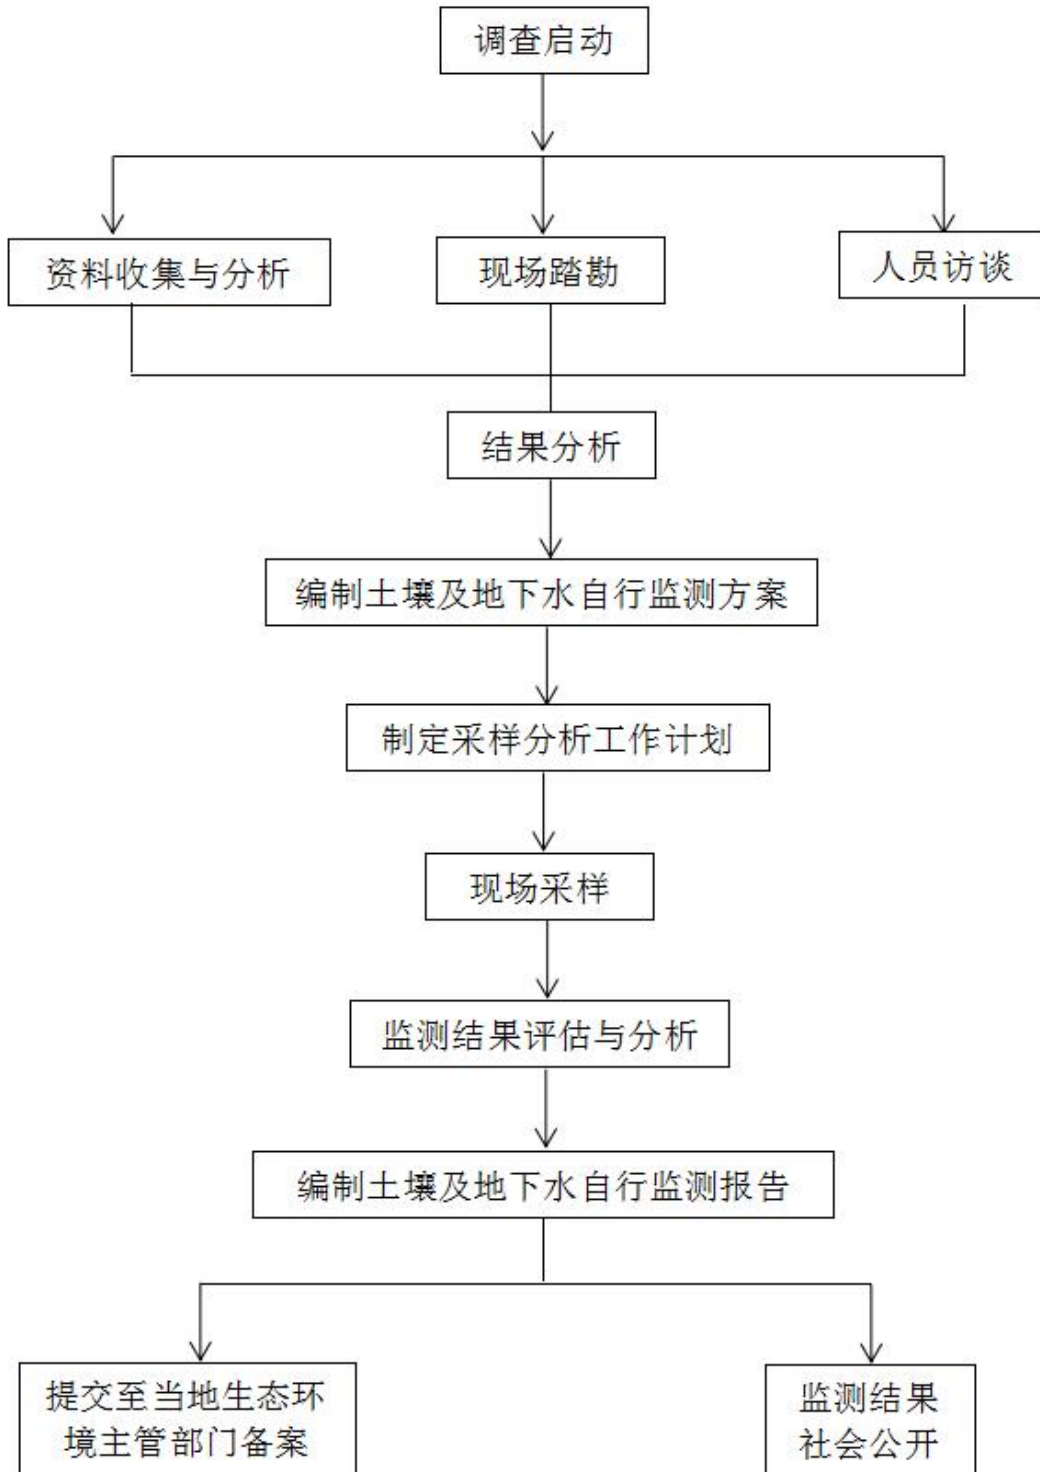 调查启动
资料收集与分析
现场踏勘
人员访谈
结果分析
编制土壤及地下水自行监测方案
制定采样分析工作计划
现场采样
监测结果评估与分析
编制土壤及地下水自行监测报告
提交至当地生态环
境主管部门备案
监测结果
社会公开